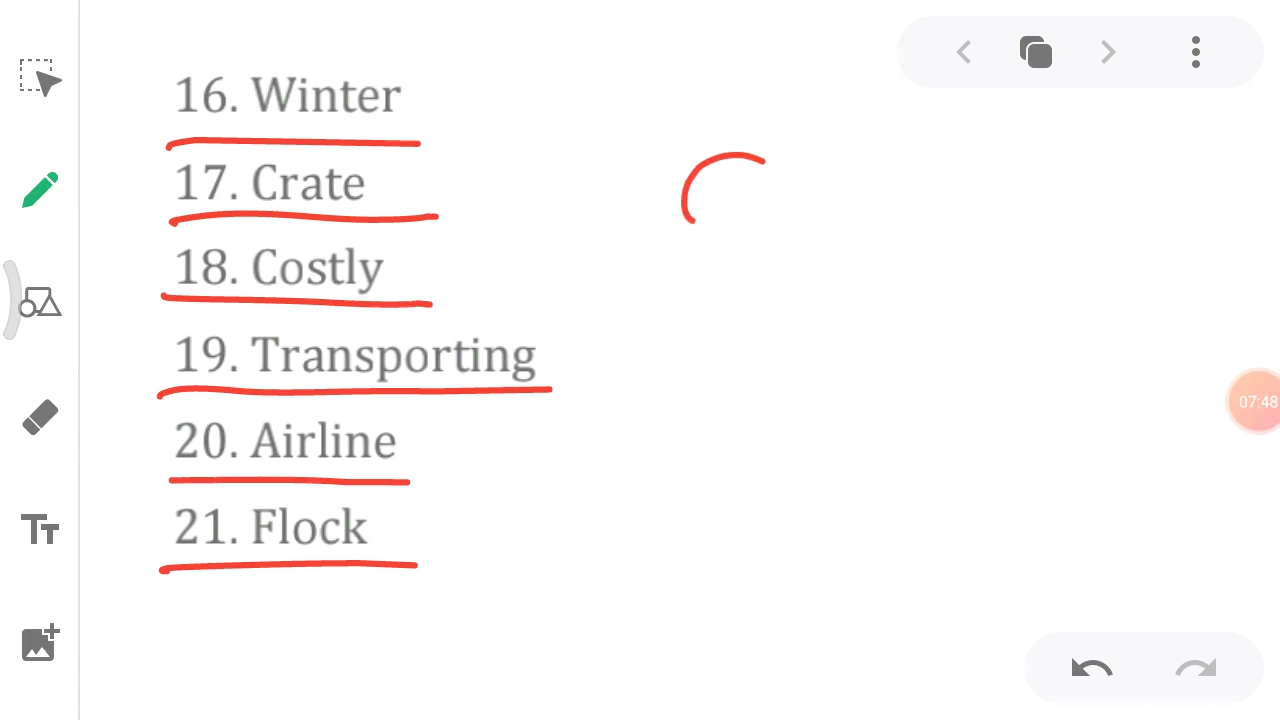 16. Winter
17. Crate
18. Costly
19. Transporting
20. Airline
21. Flock
07:48